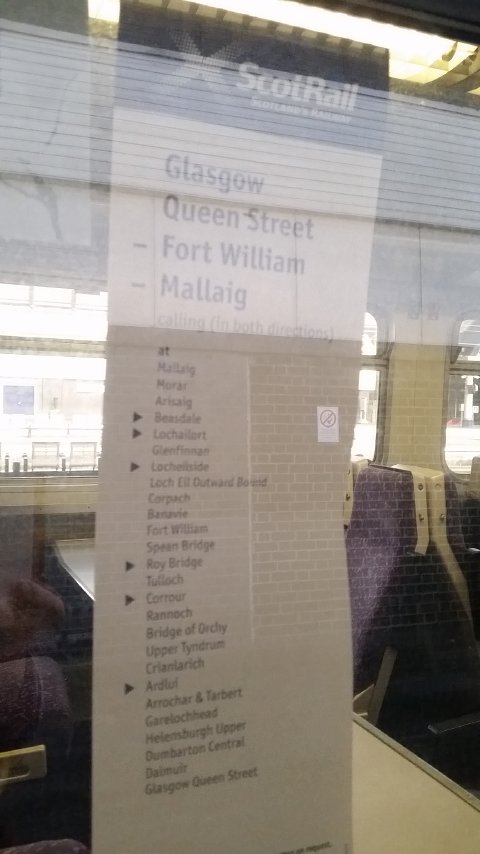 ScotRail
SCOTLAND'S RAILWAY
Glasgow
Queen Street
– Fort William
– Mallaig
calling (in both directions)
at
Mallaig
Morar
Arisaig
▶ Beasdale
▶ Lochailort
Glenfinnan
▶ Locheilside
Loch Eil Outward Bound
Corpach
Banavie
Fort William
Spean Bridge
▶ Roy Bridge
Tulloch
▶ Corrour
Rannoch
Bridge of Orchy
Upper Tyndrum
Crianlarich
▶ Ardlui
Arrochar & Tarbert
Garelochhead
Helensburgh Upper
Dumbarton Central
Dalmuir
Glasgow Queen Street
on request.